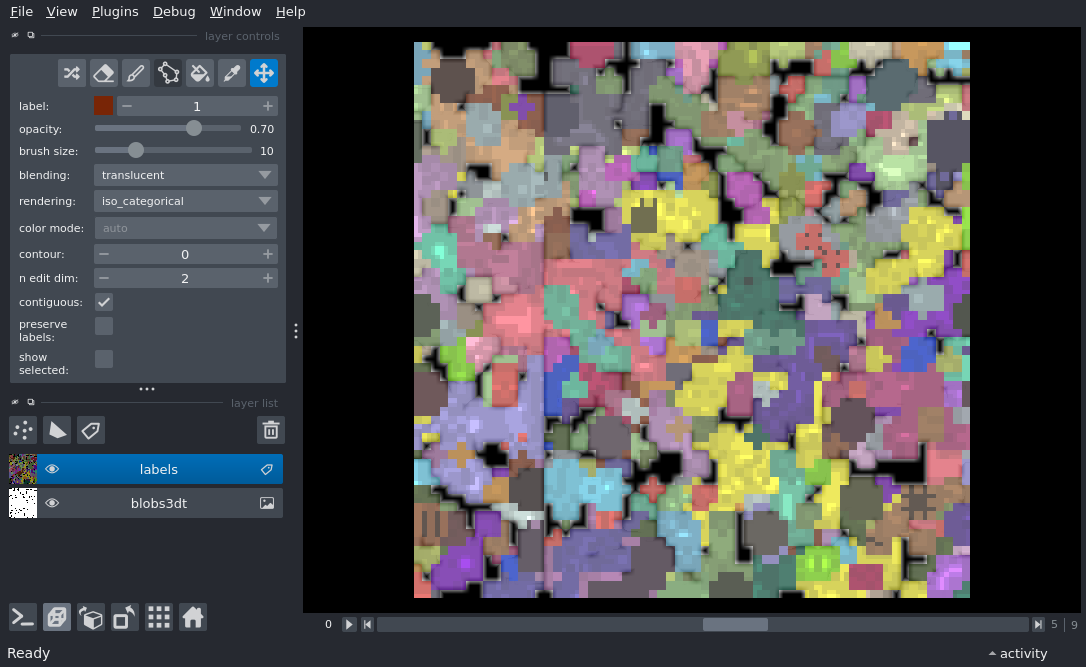 File View Plugins Debug Window Help
layer controls
label: 1
opacity: 0.70
brush size: 10
blending: translucent
rendering: iso_categorical
color mode: auto
contour: 0
n edit dim: 2
contiguous:
preserve
labels:
show
selected:
layer list
labels
blobs3dt
0 5 | 9
Ready activity